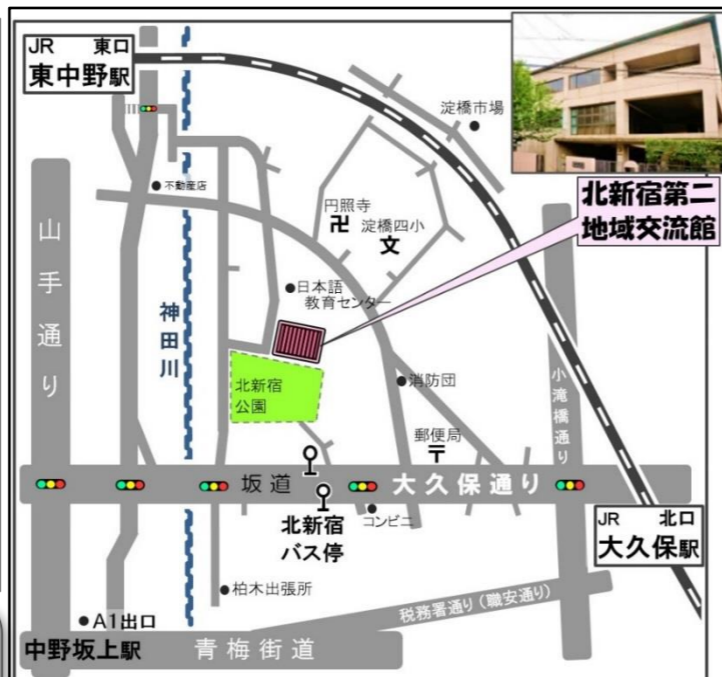 JR 東口
東中野駅
淀橋市場
北新宿第二
地域交流館
不動産店
円照寺
卍
淀橋四小
文
山手通り
神田川
日本語
教育センター
北新宿
公園
消防団
小滝橋通り
郵便局
〒
坂道
大久保通り
北新宿
バス停
コンビニ
JR 北口
大久保駅
柏木出張所
税務署通り(職安通り)
A1出口
中野坂上駅
青梅街道